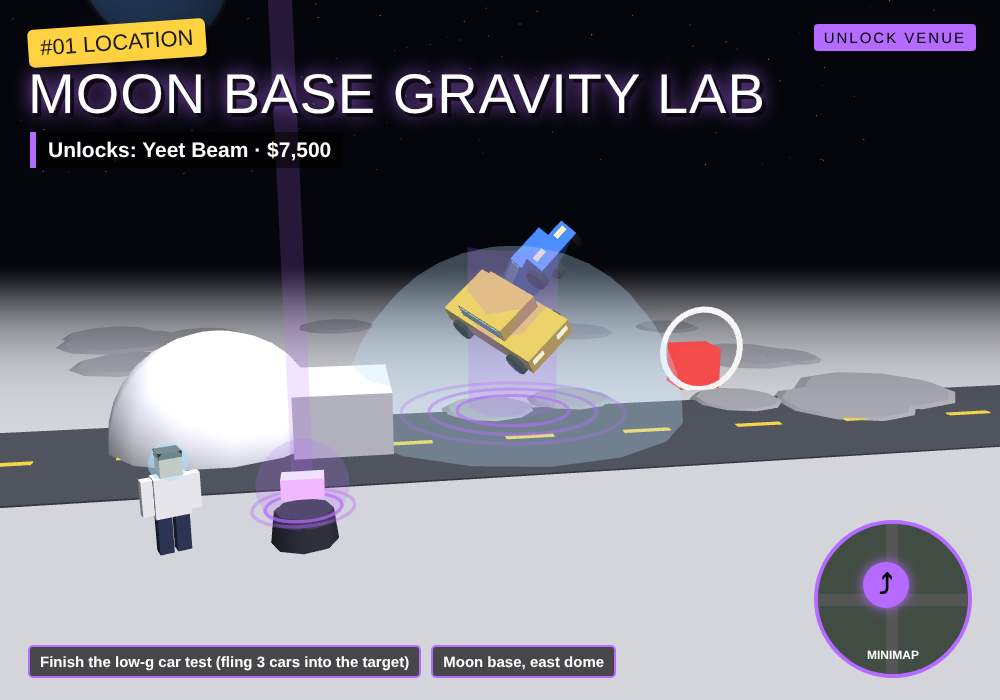 #01 LOCATION
UNLOCK VENUE
MOON BASE GRAVITY LAB
Unlocks: Yeet Beam · $7,500
Finish the low-g car test (fling 3 cars into the target)
Moon base, east dome
MINIMAP